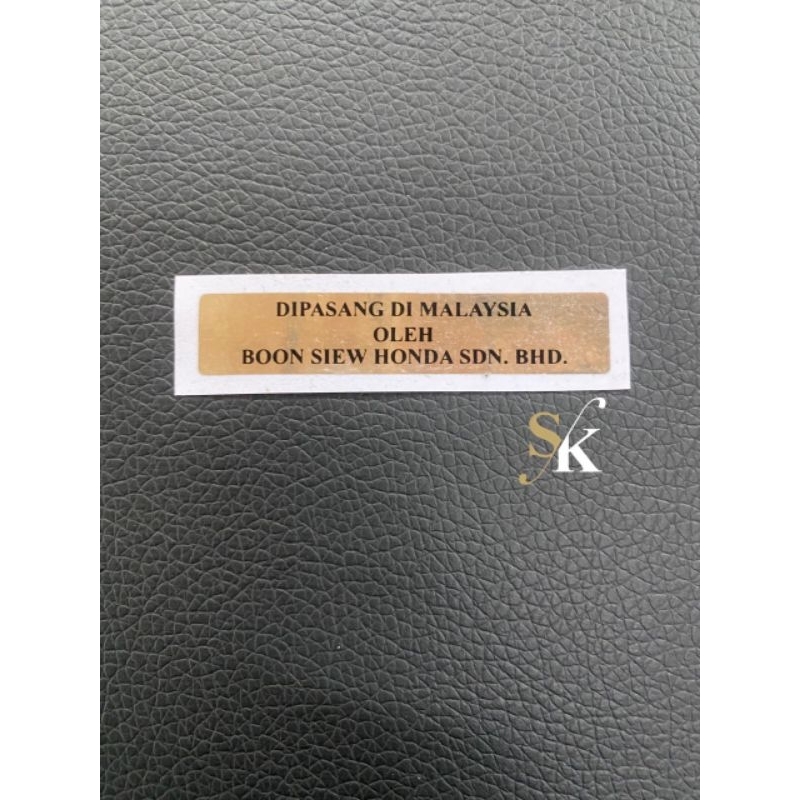 DIPASANG DI MALAYSIA
OLEH
BOON SIEW HONDA SDN. BHD.
SK